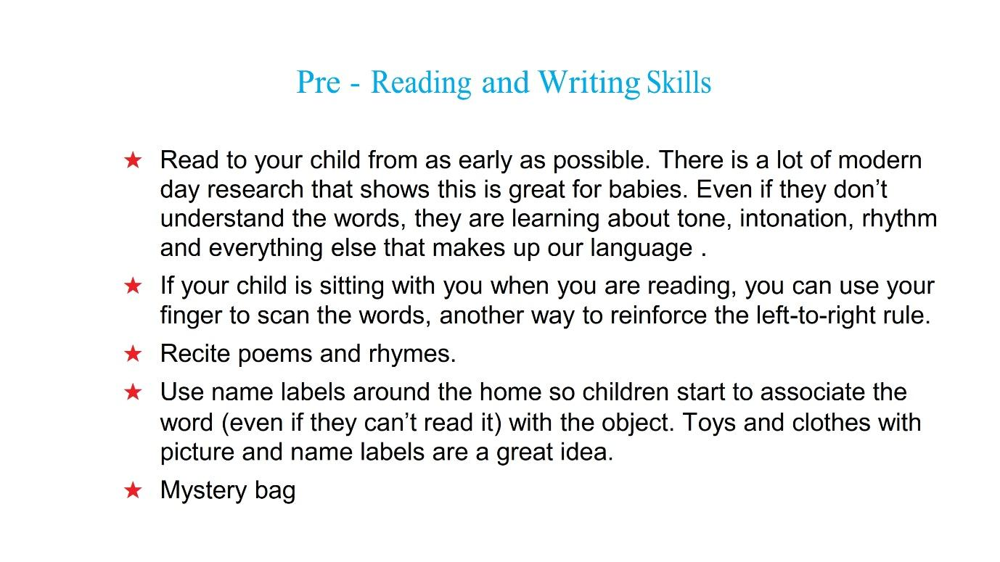 Pre - Reading and Writing Skills
★ Read to your child from as early as possible. There is a lot of modern
day research that shows this is great for babies. Even if they don’t
understand the words, they are learning about tone, intonation, rhythm
and everything else that makes up our language .
★ If your child is sitting with you when you are reading, you can use your
finger to scan the words, another way to reinforce the left-to-right rule.
★ Recite poems and rhymes.
★ Use name labels around the home so children start to associate the
word (even if they can’t read it) with the object. Toys and clothes with
picture and name labels are a great idea.
★ Mystery bag